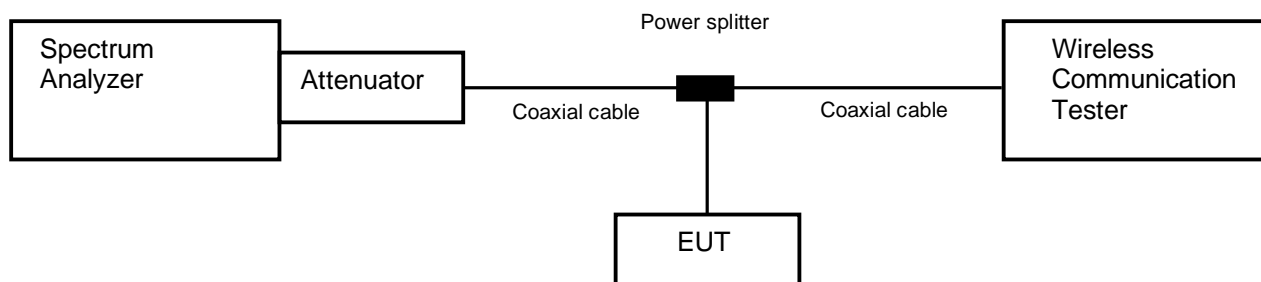 Power splitter
Spectrum
Analyzer
Attenuator
Coaxial cable
Coaxial cable
Wireless
Communication
Tester
EUT